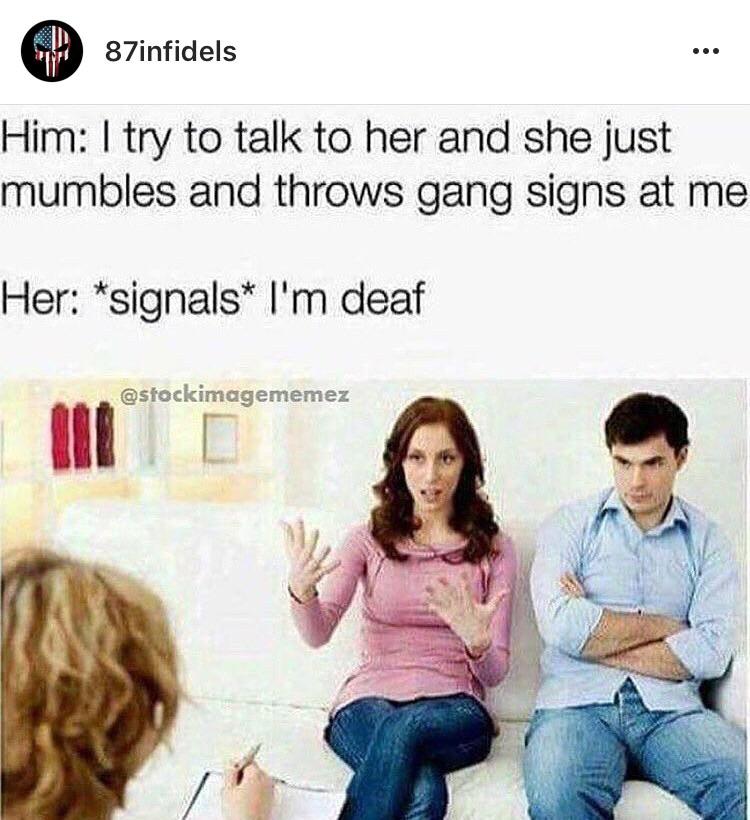 87infidels
Him: I try to talk to her and she just
mumbles and throws gang signs at me
Her: *signals* I'm deaf
@stockimagememez